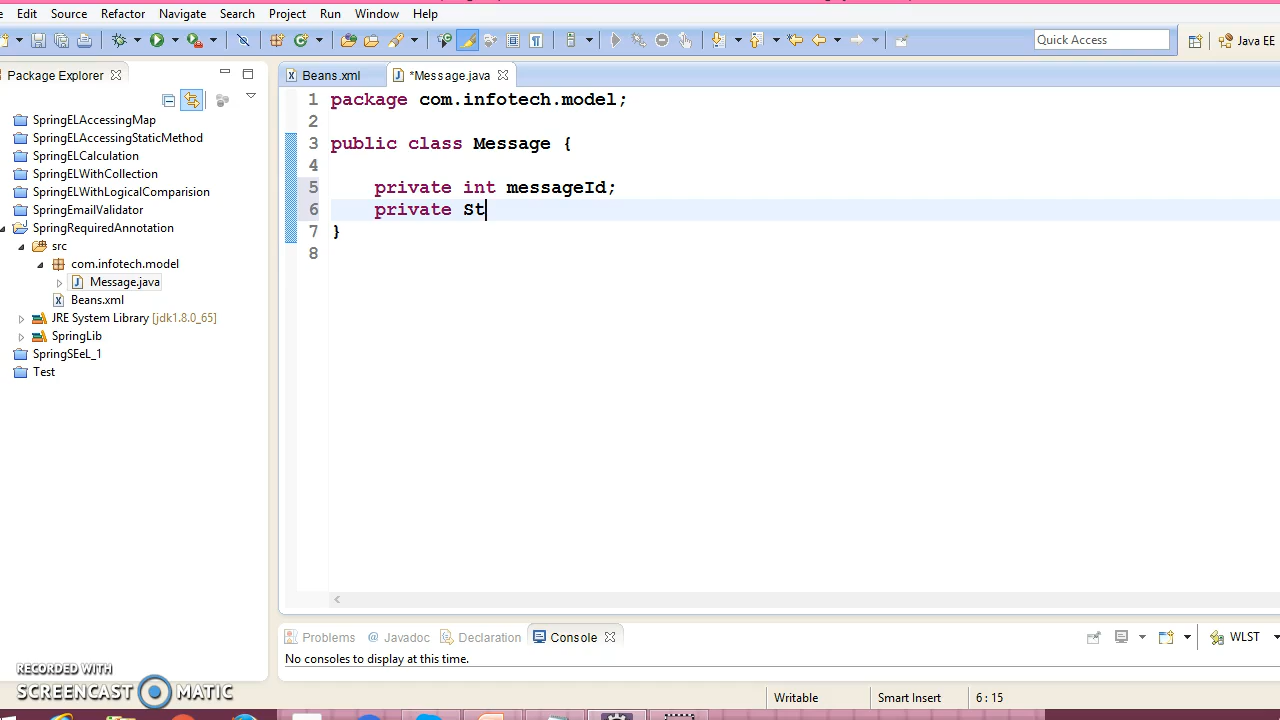 Edit Source Refactor Navigate Search Project Run Window Help
Quick Access
Java EE
Package Explorer
SpringELAccessingMap
SpringELAccessingStaticMethod
SpringELCalculation
SpringELWithCollection
SpringELWithLogicalComparision
SpringEmailValidator
SpringRequiredAnnotation
src
com.infotech.model
Message.java
Beans.xml
JRE System Library [jdk1.8.0_65]
SpringLib
SpringSEeL_1
Test
Beans.xml *Message.java
1 package com.infotech.model;
2
3 public class Message {
4
5 private int messageId;
6 private St
7 }
8
Problems @ Javadoc Declaration Console
WLST
No consoles to display at this time.
RECORDED WITH
SCREENCAST MATIC
Writable Smart Insert 6 : 15